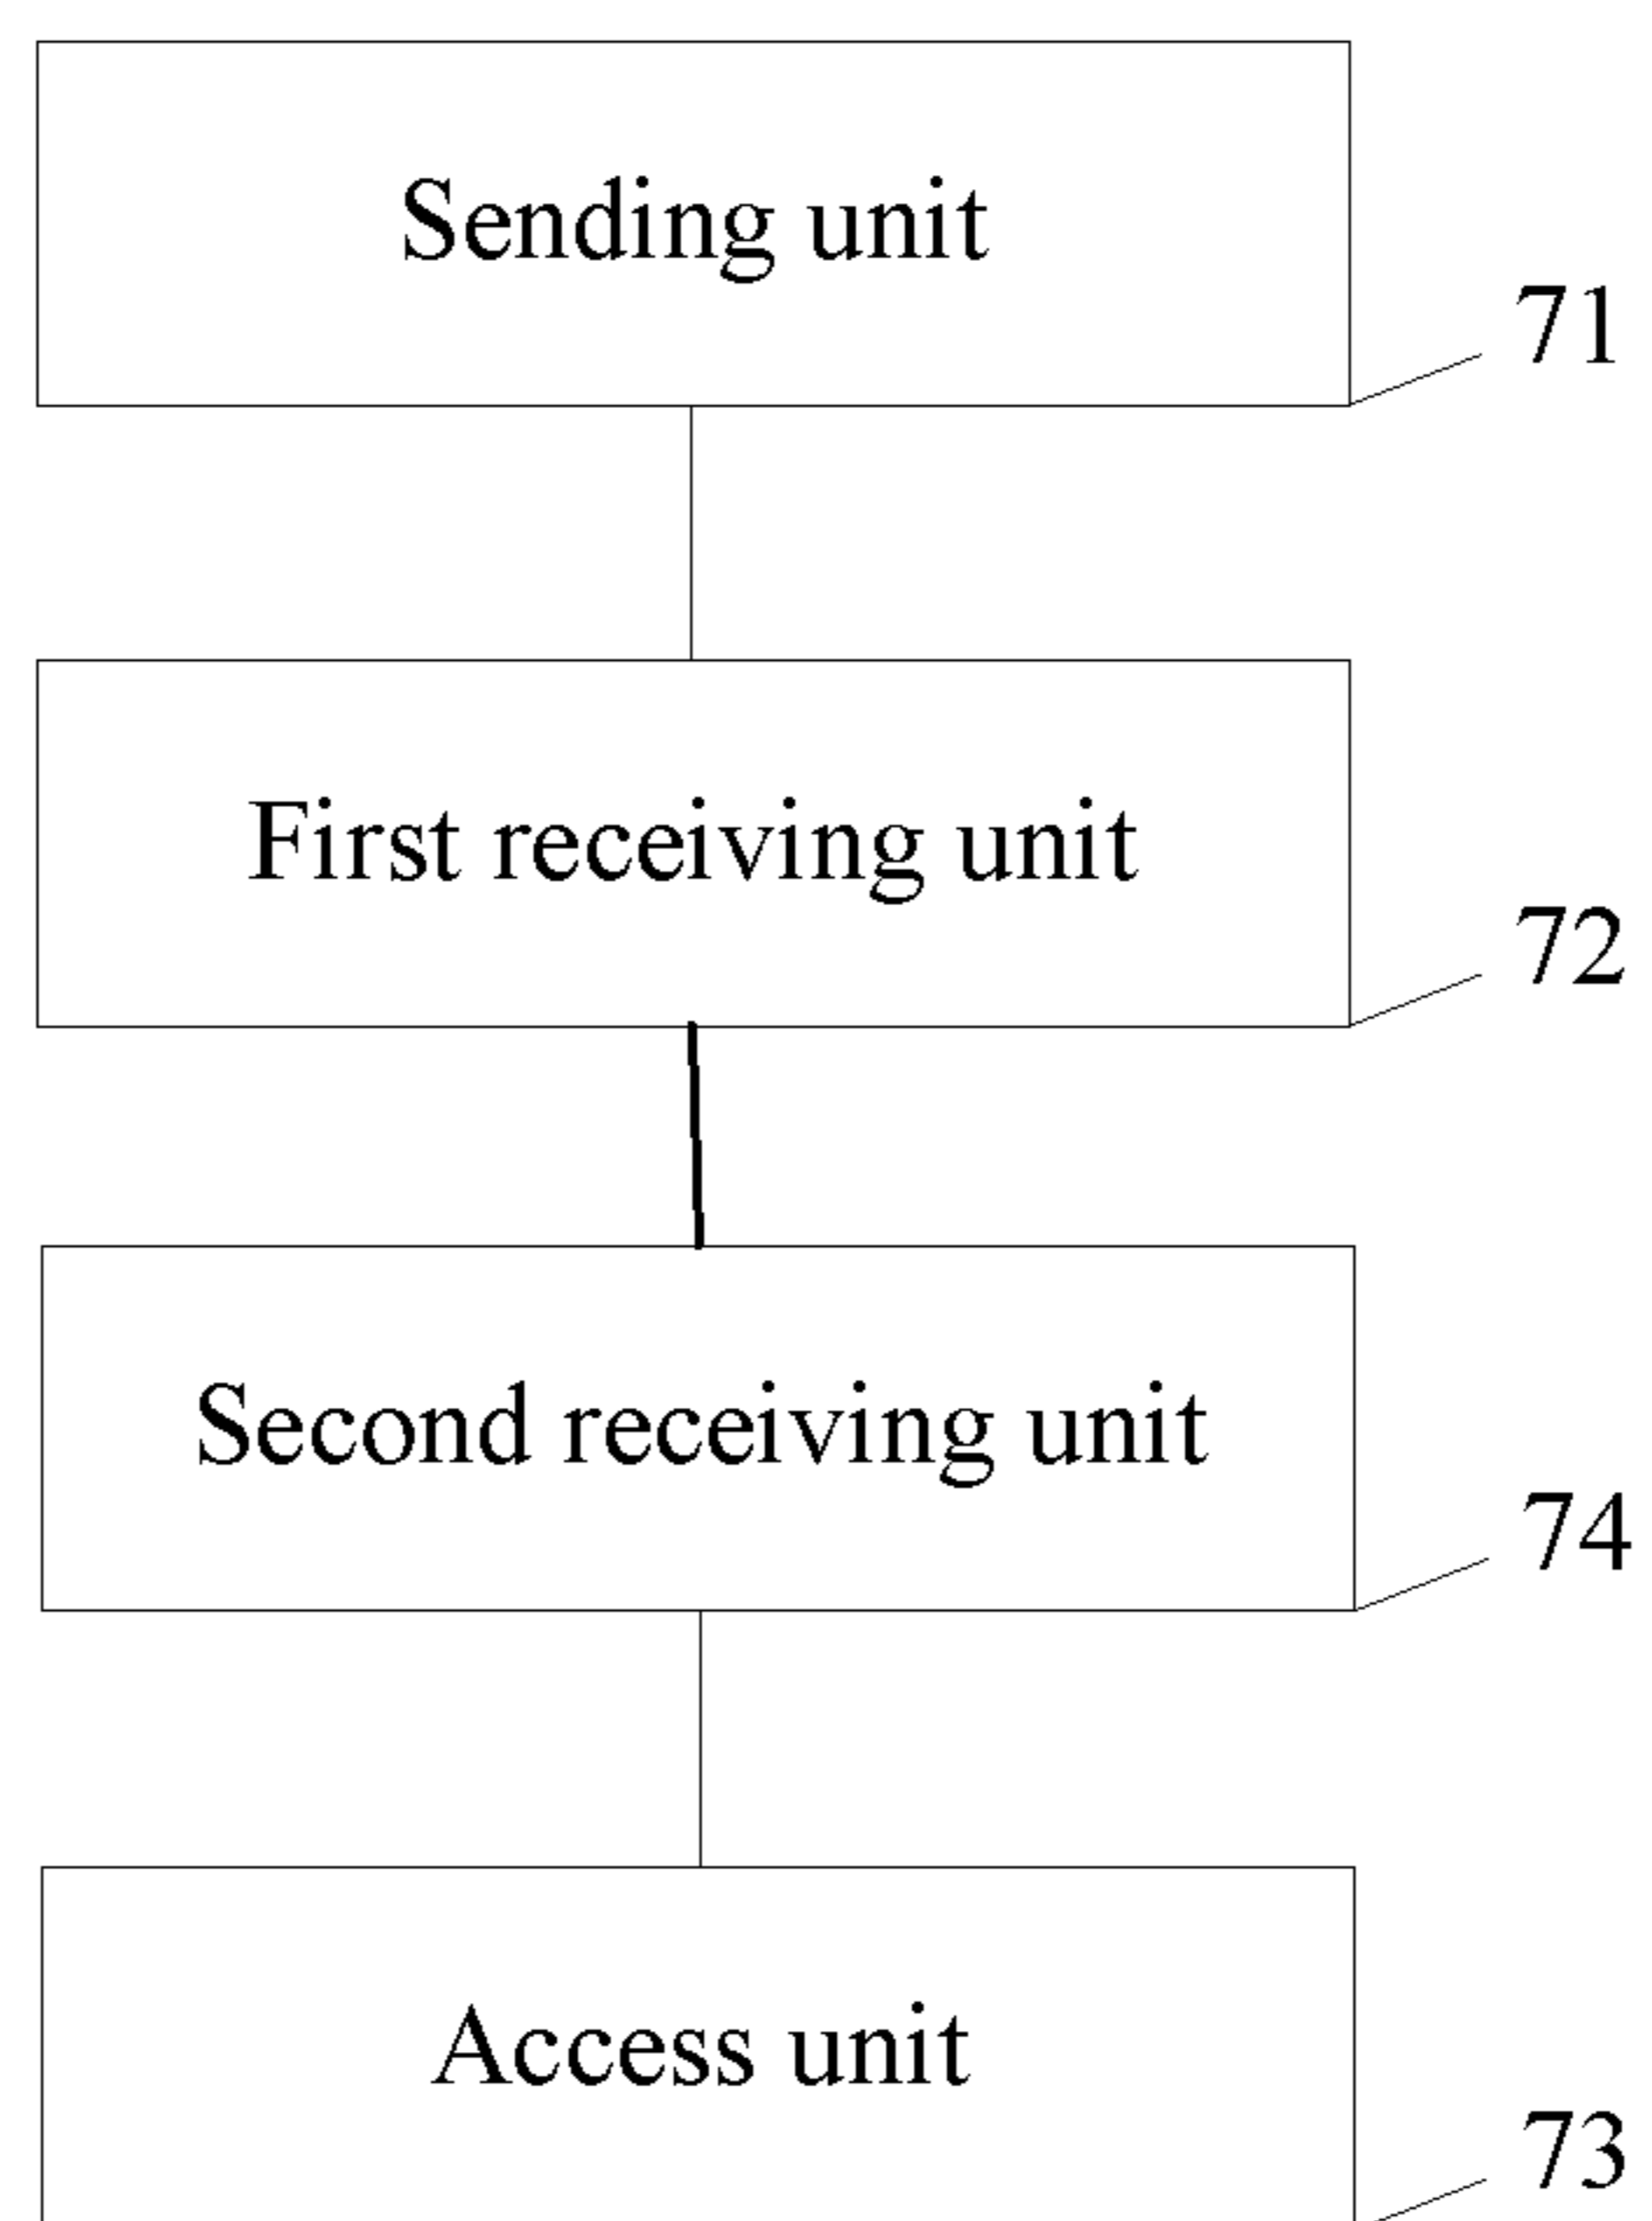 Sending unit
71
First receiving unit
72
Second receiving unit
74
Access unit
73